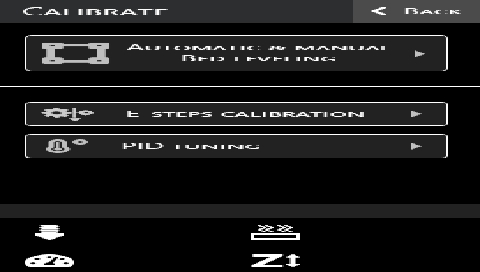 Calibrate
Back
Automatic & Manual
Bed leveling
E steps calibration
PID tuning
Z